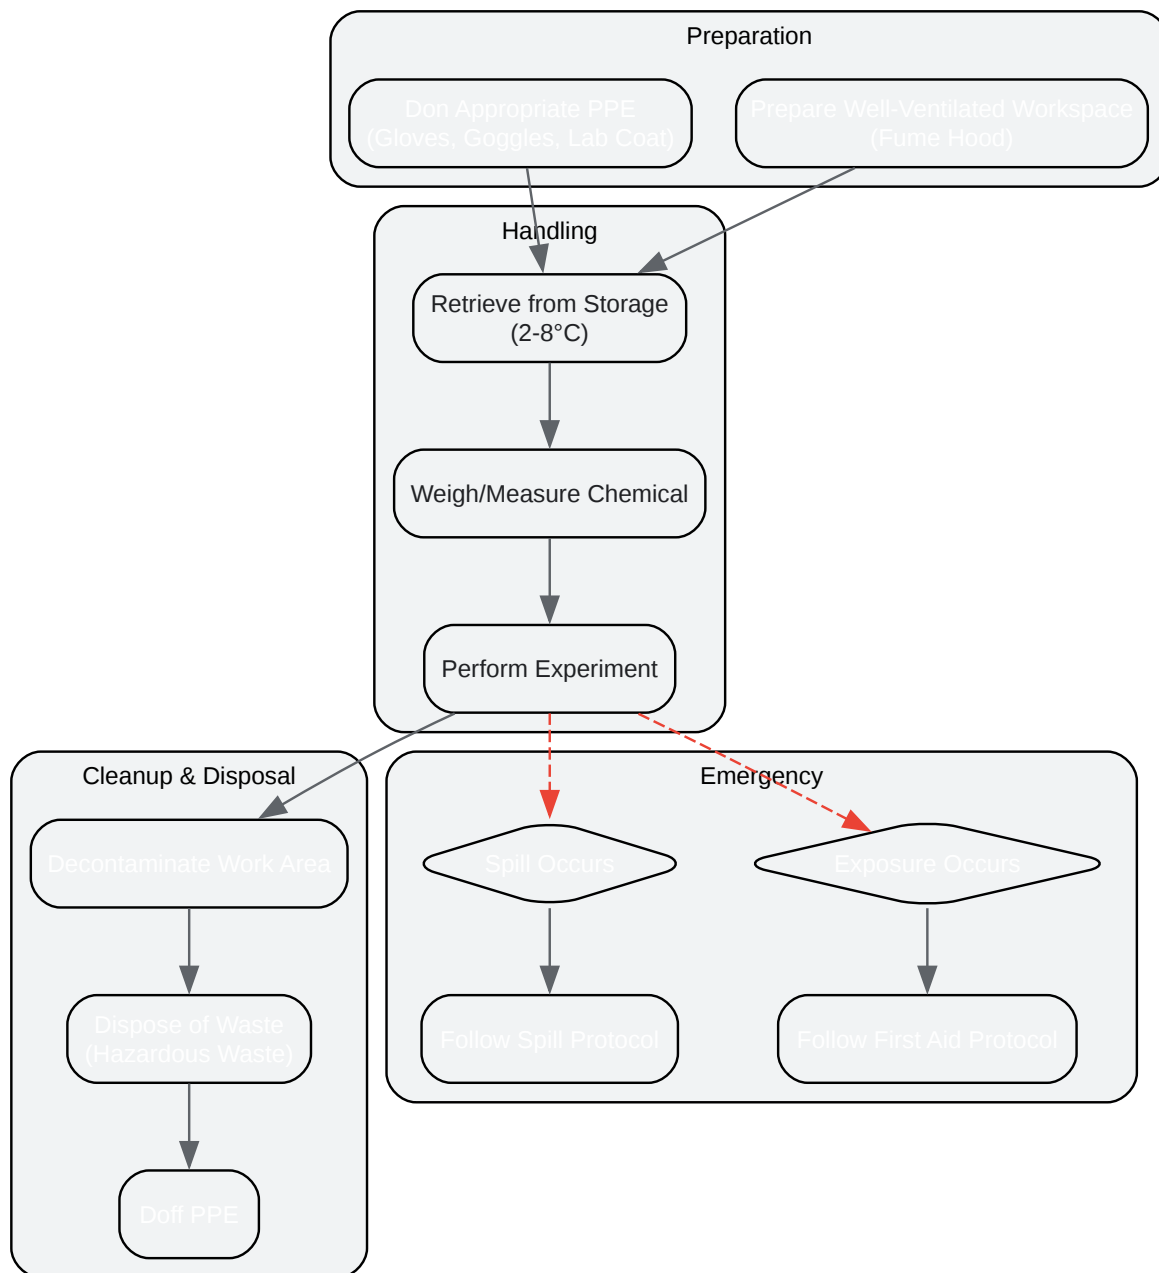 Preparation
Don Appropriate PPE
(Gloves, Goggles, Lab Coat)
Prepare Well-Ventilated Workspace
(Fume Hood)
Handling
Retrieve from Storage
(2-8°C)
Weigh/Measure Chemical
Perform Experiment
Cleanup & Disposal
Decontaminate Work Area
Dispose of Waste
(Hazardous Waste)
Doff PPE
Emergency
Spill Occurs
Exposure Occurs
Follow Spill Protocol
Follow First Aid Protocol